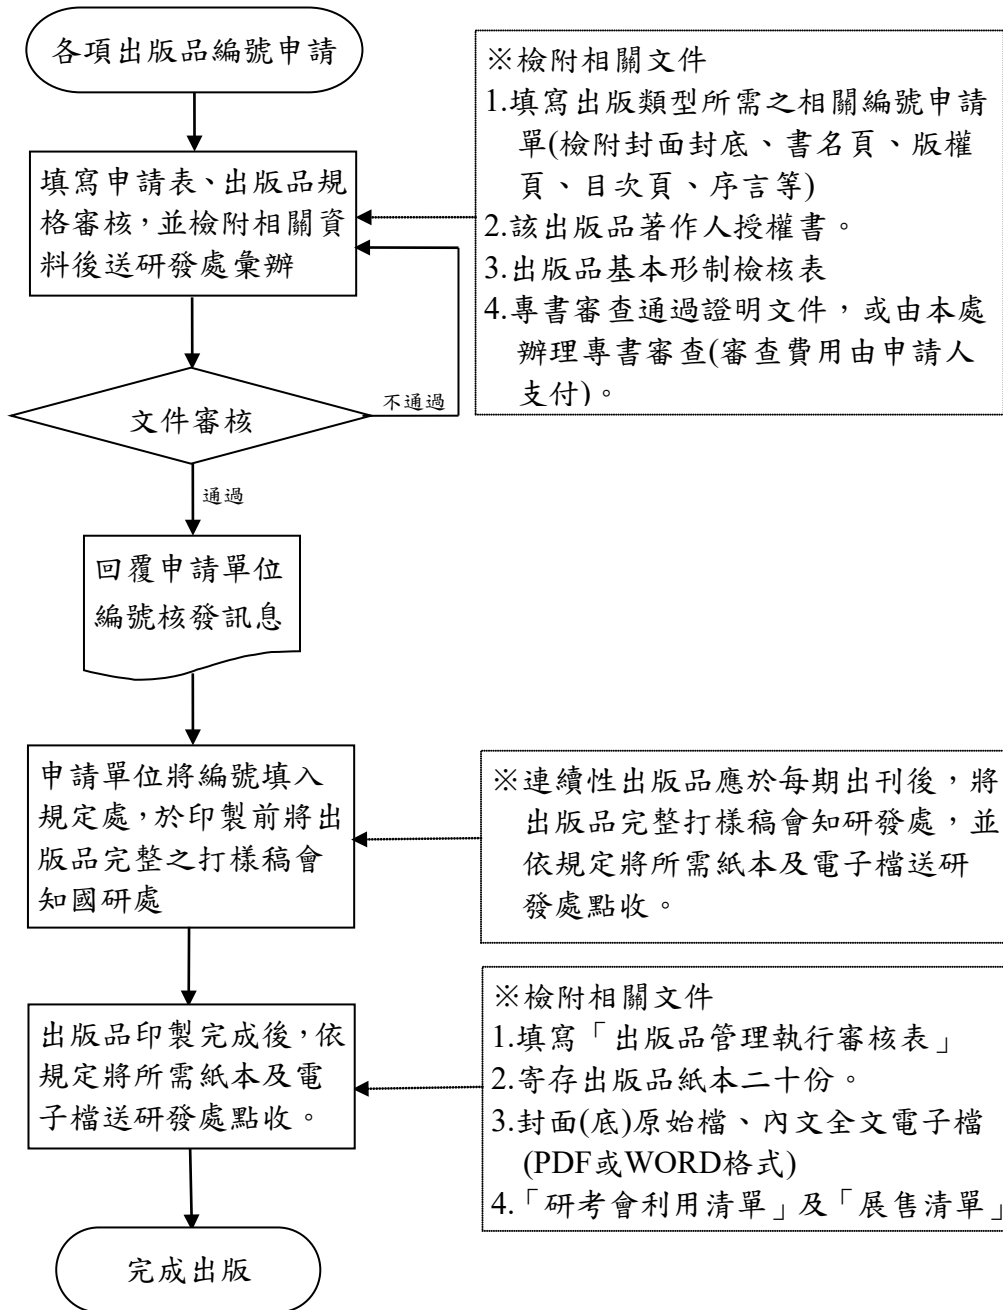 各項出版品編號申請
※檢附相關文件
1.填寫出版類型所需之相關編號申請
單(檢附封面封底、書名頁、版權
頁、目次頁、序言等)
2.該出版品著作人授權書。
3.出版品基本形制檢核表
4.專書審查通過證明文件，或由本處
辦理專書審查(審查費用由申請人
支付)。
填寫申請表、出版品規
格審核，並檢附相關資
料後送研發處彙辦
文件審核
不通過
通過
回覆申請單位
編號核發訊息
申請單位將編號填入
規定處，於印製前將出
版品完整之打樣稿會
知國研處
※連續性出版品應於每期出刊後，將
出版品完整打樣稿會知研發處，並
依規定將所需紙本及電子檔送研
發處點收。
出版品印製完成後，依
規定將所需紙本及電
子檔送研發處點收。
※檢附相關文件
1.填寫「出版品管理執行審核表」
2.寄存出版品紙本二十份。
3.封面(底)原始檔、內文全文電子檔
(PDF或WORD格式)
4.「研考會利用清單」及「展售清單」
完成出版